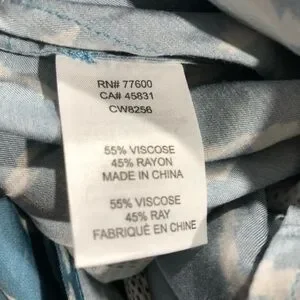 RN# 77600
CA# 45831
CW8256
55% VISCOSE
45% RAYON
MADE IN CHINA
55% VISCOSE
45% RAY
FABRIQUÉ EN CHINE